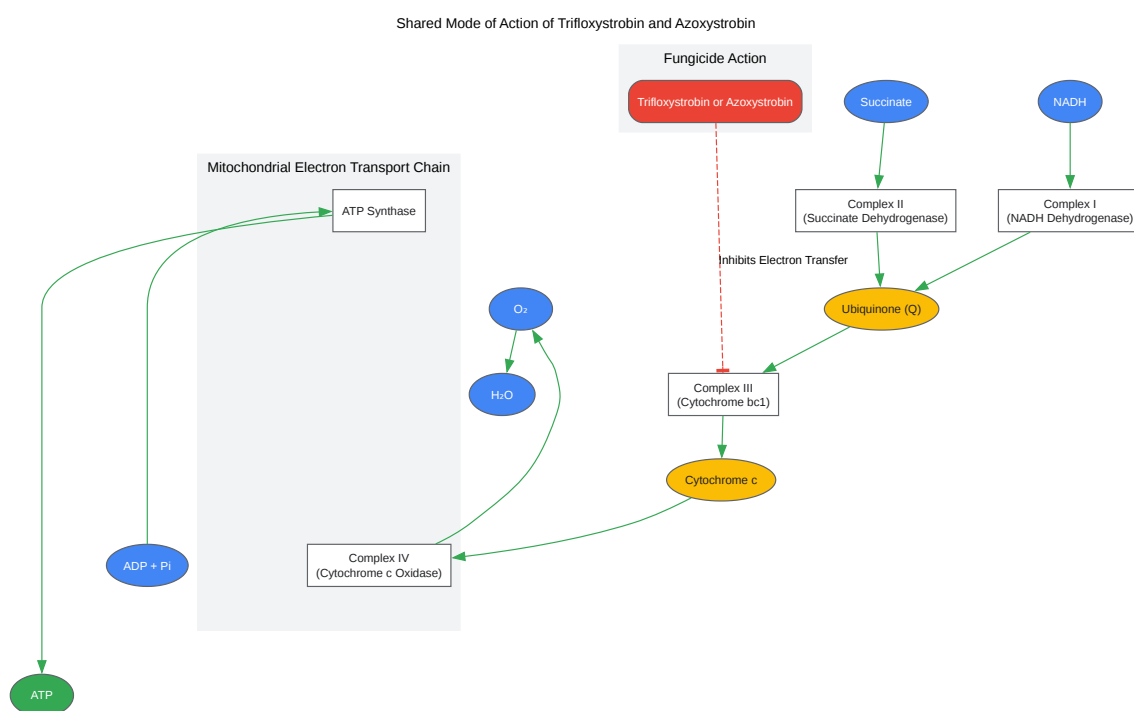 Shared Mode of Action of Trifloxystrobin and Azoxystrobin
Fungicide Action
Trifloxystrobin or Azoxystrobin
Succinate
NADH
Mitochondrial Electron Transport Chain
ATP Synthase
Complex II
(Succinate Dehydrogenase)
Complex I
(NADH Dehydrogenase)
Inhibits Electron Transfer
O₂
Ubiquinone (Q)
H₂O
Complex III
(Cytochrome bc1)
Cytochrome c
ADP + Pi
Complex IV
(Cytochrome c Oxidase)
ATP